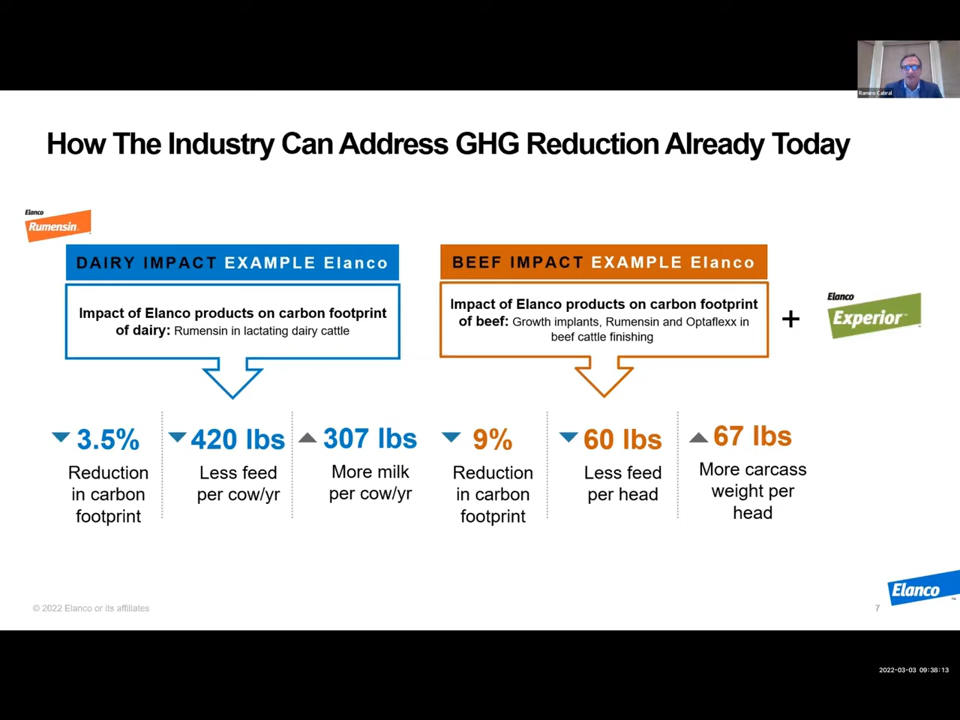 Ramiro Cabral
How The Industry Can Address GHG Reduction Already Today
Elanco
Rumensin™
DAIRY IMPACT EXAMPLE Elanco
Impact of Elanco products on carbon footprint
of dairy: Rumensin in lactating dairy cattle
3.5%
Reduction
in carbon
footprint
420 lbs
Less feed
per cow/yr
307 lbs
More milk
per cow/yr
BEEF IMPACT EXAMPLE Elanco
Impact of Elanco products on carbon footprint
of beef: Growth implants, Rumensin and Optaflexx in
beef cattle finishing
+
Elanco
Experior™
9%
Reduction
in carbon
footprint
60 lbs
Less feed
per head
67 lbs
More carcass
weight per
head
© 2022 Elanco or its affiliates
7
Elanco™
2022-03-03 09:38:13